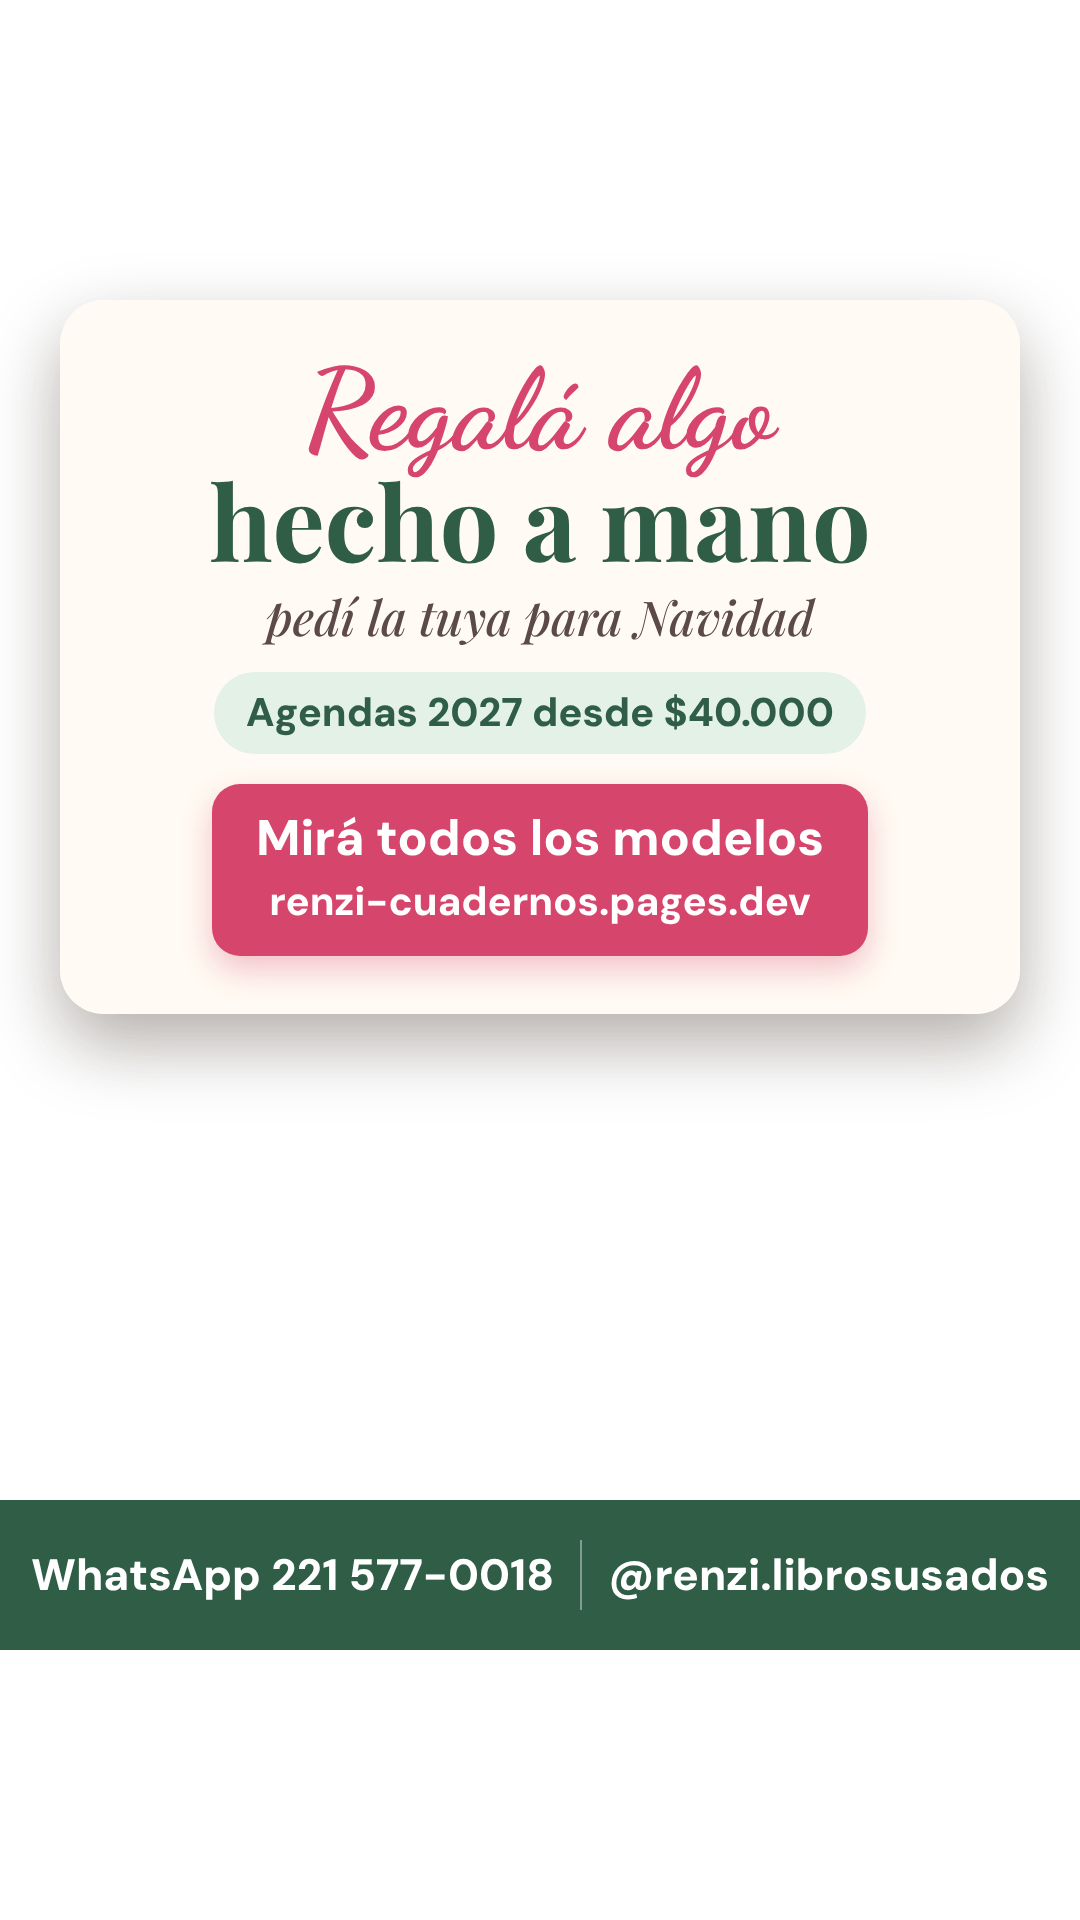 Regalá algo
hecho a mano
pedí la tuya para Navidad
Agendas 2027 desde $40.000
Mirá todos los modelos
renzi-cuadernos.pages.dev
WhatsApp 221 577-0018
@renzi.librosusados